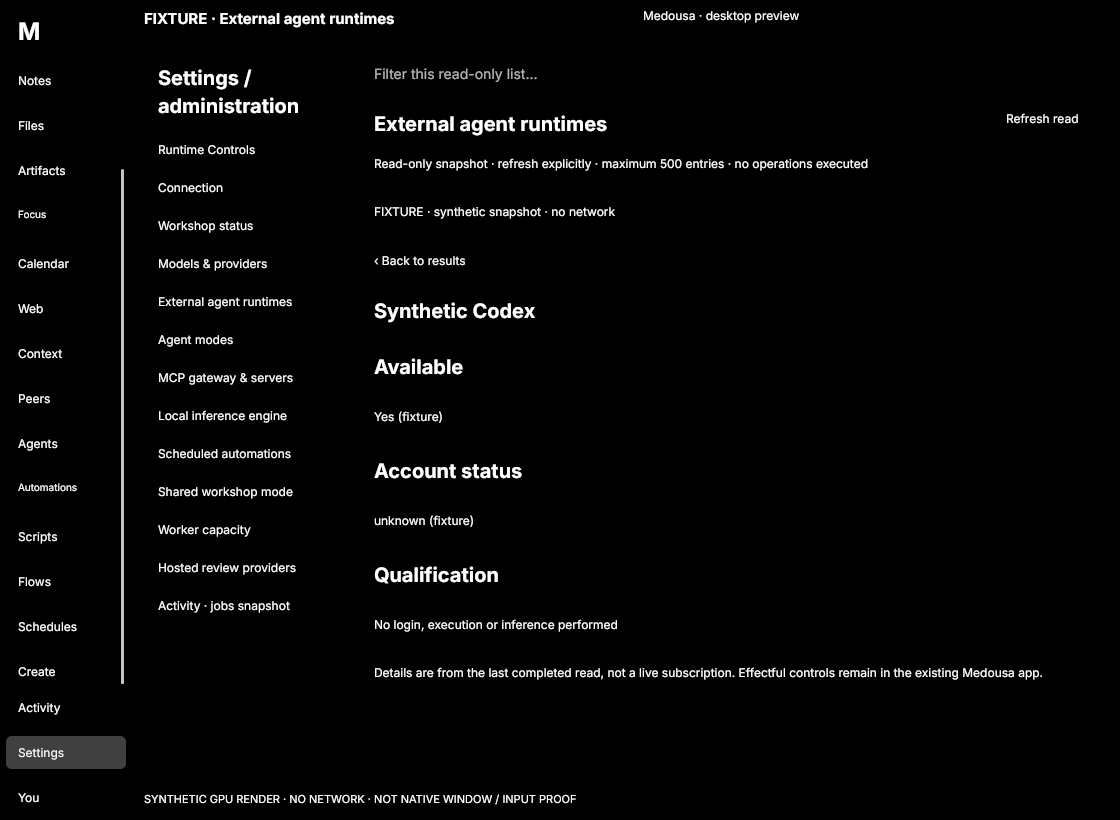 M
FIXTURE · External agent runtimes
Medousa · desktop preview
Notes
Files
Artifacts
Focus
Calendar
Web
Context
Peers
Agents
Automations
Scripts
Flows
Schedules
Create
Activity
Settings
You
Settings /
administration
Runtime Controls
Connection
Workshop status
Models & providers
External agent runtimes
Agent modes
MCP gateway & servers
Local inference engine
Scheduled automations
Shared workshop mode
Worker capacity
Hosted review providers
Activity · jobs snapshot
Filter this read-only list...
External agent runtimes
Refresh read
Read-only snapshot · refresh explicitly · maximum 500 entries · no operations executed
FIXTURE · synthetic snapshot · no network
‹ Back to results
Synthetic Codex
Available
Yes (fixture)
Account status
unknown (fixture)
Qualification
No login, execution or inference performed
Details are from the last completed read, not a live subscription. Effectful controls remain in the existing Medousa app.
SYNTHETIC GPU RENDER · NO NETWORK · NOT NATIVE WINDOW / INPUT PROOF